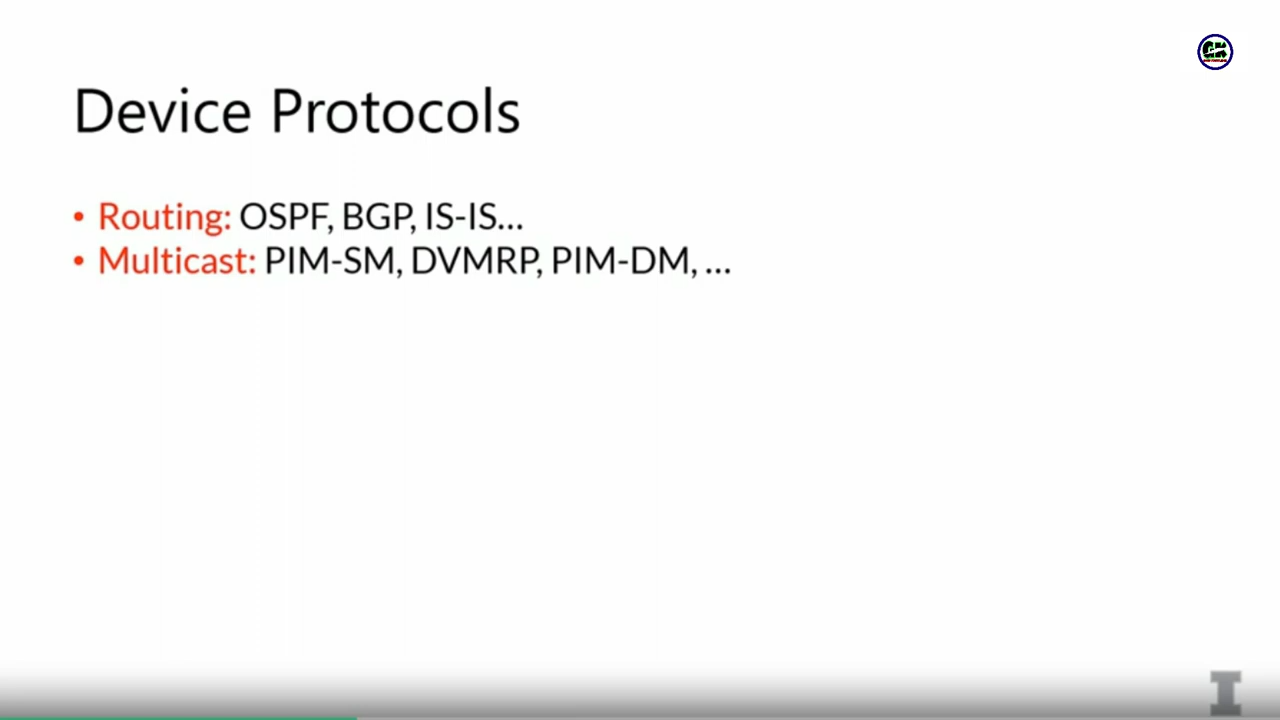 Device Protocols
• Routing: OSPF, BGP, IS-IS...
• Multicast: PIM-SM, DVMRP, PIM-DM, ...
I